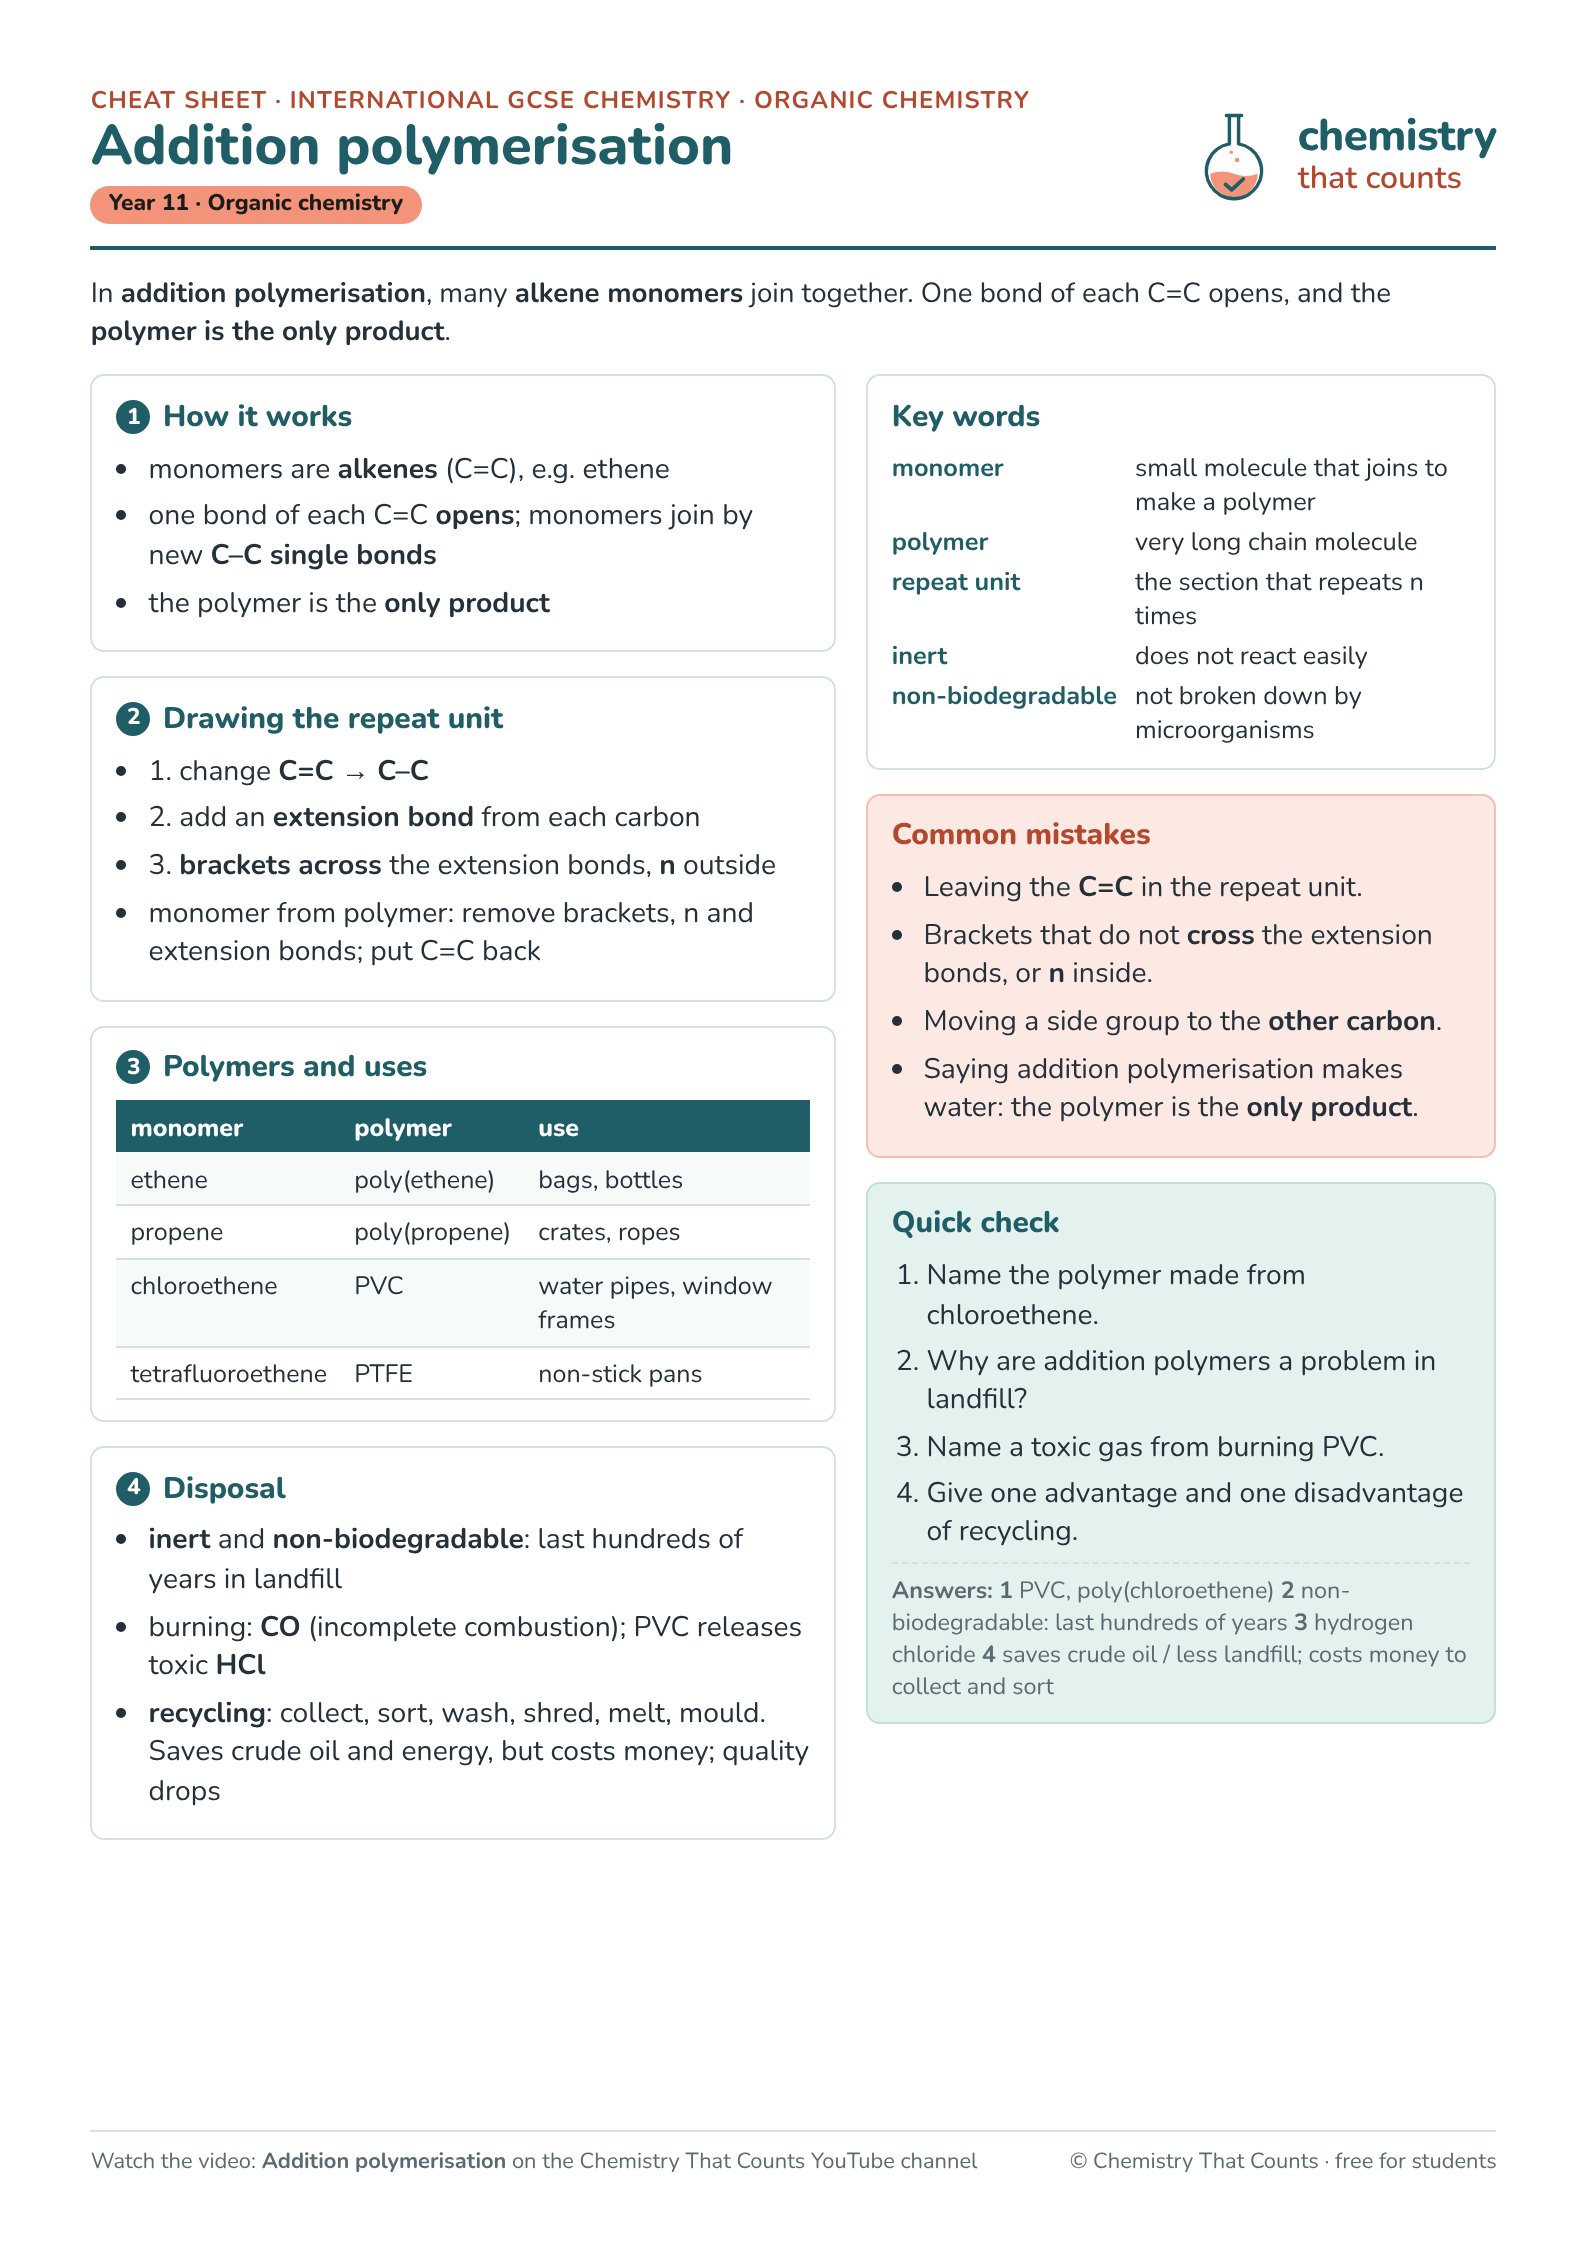 CHEAT SHEET · INTERNATIONAL GCSE CHEMISTRY · ORGANIC CHEMISTRY
Addition polymerisation
Year 11 · Organic chemistry
chemistry
that counts
In addition polymerisation, many alkene monomers join together. One bond of each C=C opens, and the
polymer is the only product.
1 How it works
• monomers are alkenes (C=C), e.g. ethene
• one bond of each C=C opens; monomers join by
new C–C single bonds
• the polymer is the only product
2 Drawing the repeat unit
• 1. change C=C → C–C
• 2. add an extension bond from each carbon
• 3. brackets across the extension bonds, n outside
• monomer from polymer: remove brackets, n and
extension bonds; put C=C back
3 Polymers and uses
monomer polymer use
ethene poly(ethene) bags, bottles
propene poly(propene) crates, ropes
chloroethene PVC water pipes, window
frames
tetrafluoroethene PTFE non-stick pans
4 Disposal
• inert and non-biodegradable: last hundreds of
years in landfill
• burning: CO (incomplete combustion); PVC releases
toxic HCl
• recycling: collect, sort, wash, shred, melt, mould.
Saves crude oil and energy, but costs money; quality
drops
Key words
monomer small molecule that joins to
make a polymer
polymer very long chain molecule
repeat unit the section that repeats n
times
inert does not react easily
non-biodegradable not broken down by
microorganisms
Common mistakes
• Leaving the C=C in the repeat unit.
• Brackets that do not cross the extension
bonds, or n inside.
• Moving a side group to the other carbon.
• Saying addition polymerisation makes
water: the polymer is the only product.
Quick check
1. Name the polymer made from
chloroethene.
2. Why are addition polymers a problem in
landfill?
3. Name a toxic gas from burning PVC.
4. Give one advantage and one disadvantage
of recycling.
Answers: 1 PVC, poly(chloroethene) 2 non-
biodegradable: last hundreds of years 3 hydrogen
chloride 4 saves crude oil / less landfill; costs money to
collect and sort
Watch the video: Addition polymerisation on the Chemistry That Counts YouTube channel
© Chemistry That Counts · free for students